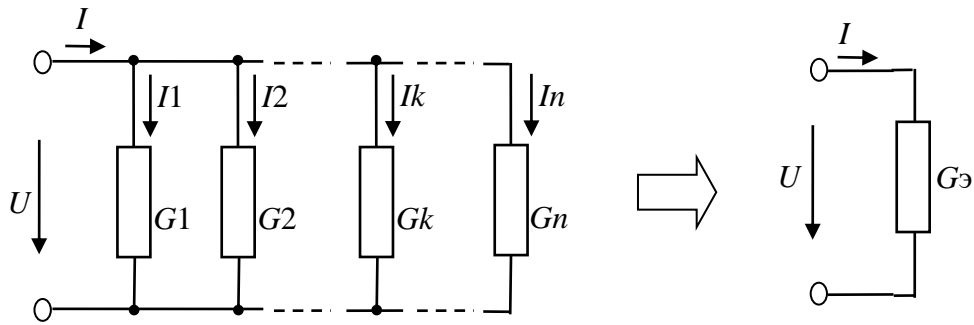 I
I1 I2 Ik In
U G1 G2 Gk Gn
I
U Gэ